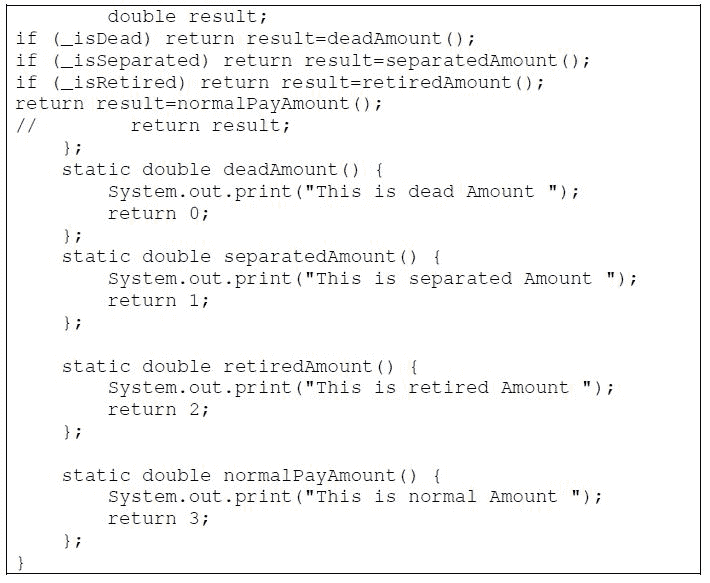 double result;
if (_isDead) return result=deadAmount();
if (_isSeparated) return result=separatedAmount();
if (_isRetired) return result=retiredAmount();
return result=normalPayAmount();
//        return result;
    };
    static double deadAmount() {
        System.out.print("This is dead Amount ");
        return 0;
    };
    static double separatedAmount() {
        System.out.print("This is separated Amount ");
        return 1;
    };

    static double retiredAmount() {
        System.out.print("This is retired Amount ");
        return 2;
    };

    static double normalPayAmount() {
        System.out.print("This is normal Amount ");
        return 3;
    };
}